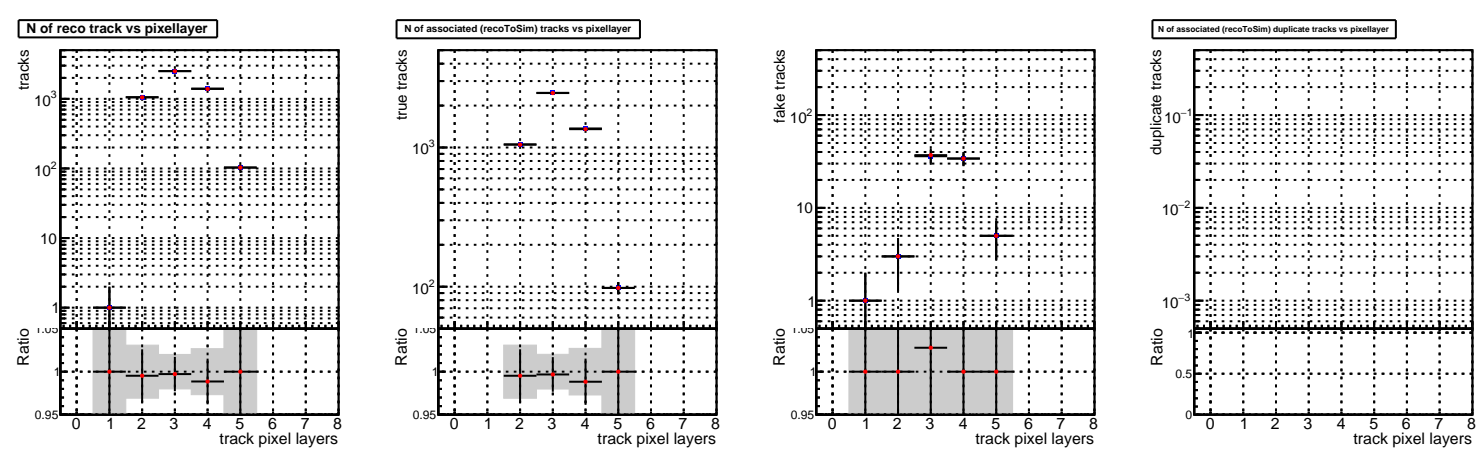 N of reco track vs pixellayer
tracks
10³
10²
10
1
1.05
Ratio
1
0.95
0 1 2 3 4 5 6 7 8
track pixel layers
N of associated (recoToSim) tracks vs pixellayer
true tracks
10³
10²
1.05
Ratio
1
0.95
0 1 2 3 4 5 6 7 8
track pixel layers
fake tracks
10²
10
1
1.05
Ratio
1
0.95
0 1 2 3 4 5 6 7 8
track pixel layers
N of associated (recoToSim) duplicate tracks vs pixellayer
duplicate tracks
10⁻¹
10⁻²
10⁻³
Ratio
1
0.5
0
0 1 2 3 4 5 6 7 8
track pixel layers